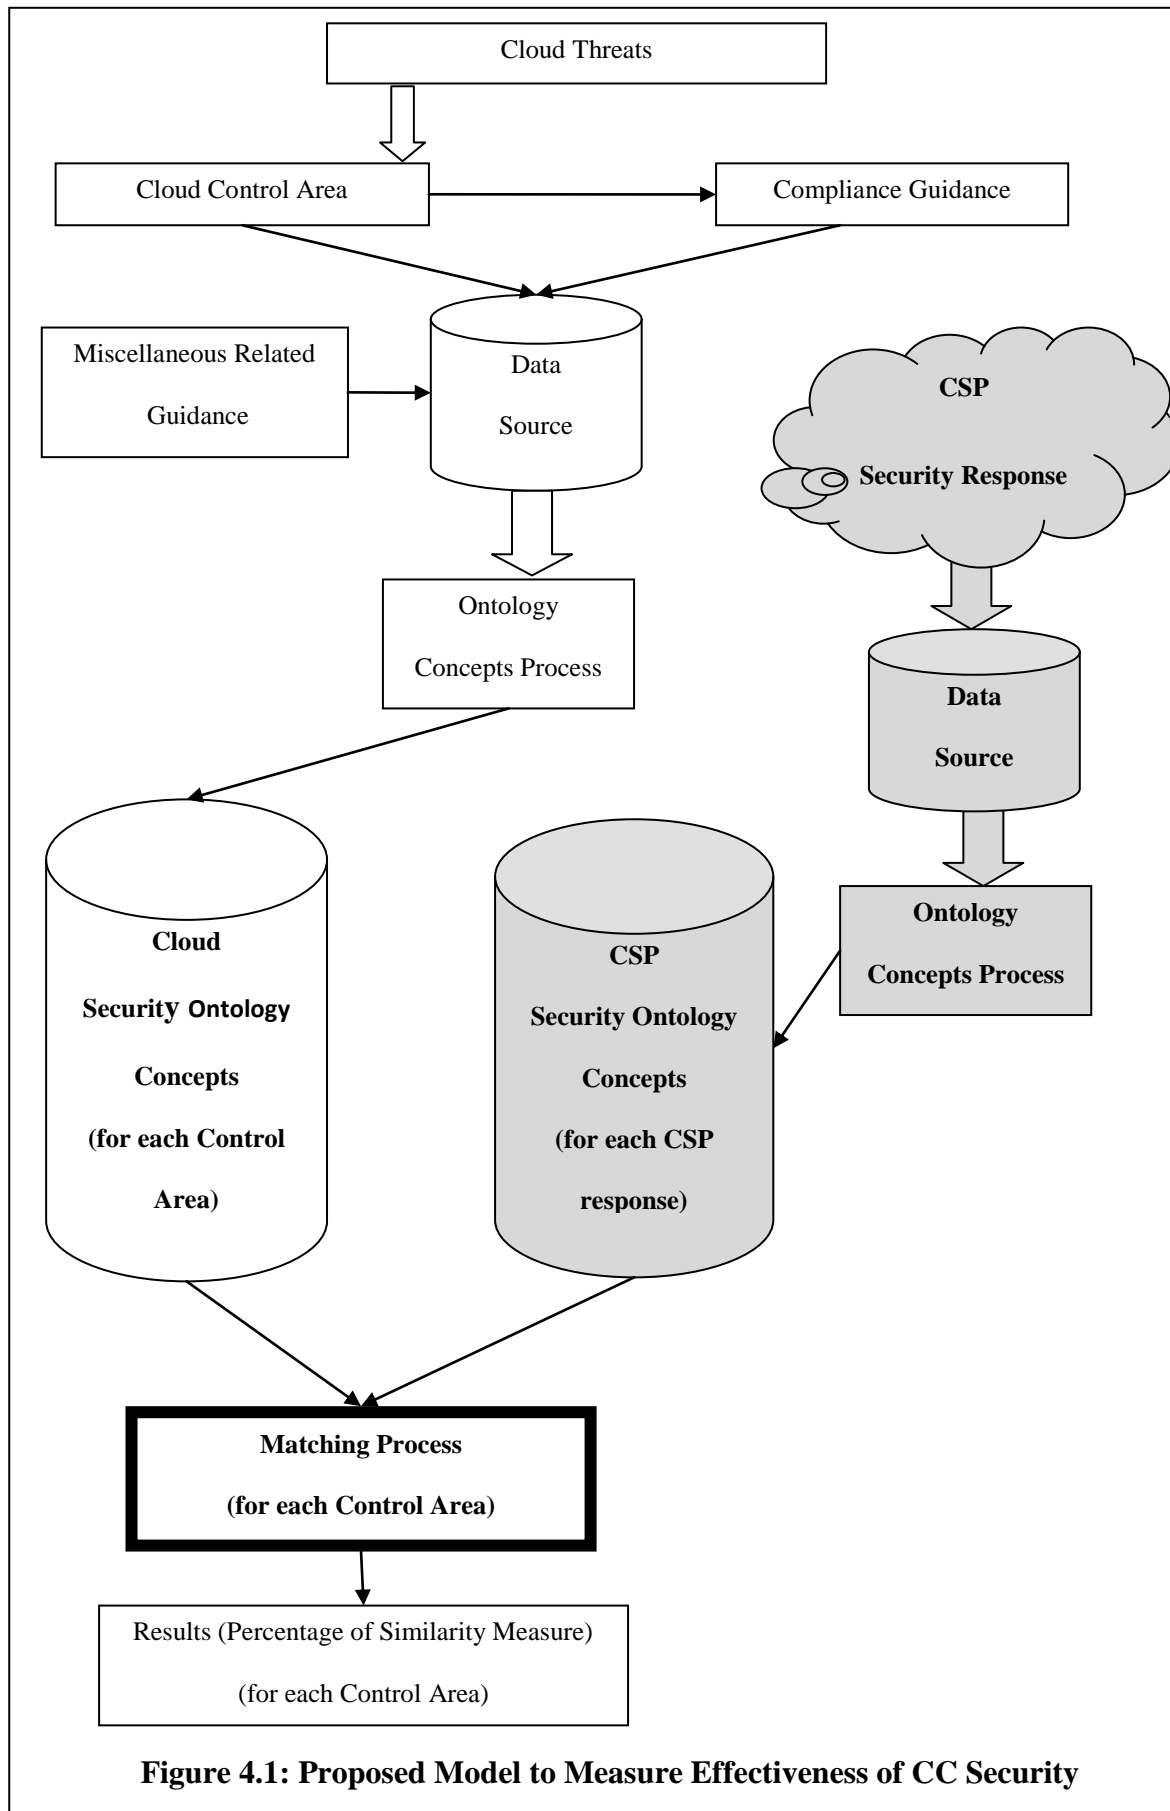 Cloud Threats
Cloud Control Area
Compliance Guidance
Miscellaneous Related
Guidance
Data
Source
CSP
Security Response
Ontology
Concepts Process
Data
Source
Ontology
Concepts Process
Cloud
Security Ontology
Concepts
(for each Control
Area)
CSP
Security Ontology
Concepts
(for each CSP
response)
Matching Process
(for each Control Area)
Results (Percentage of Similarity Measure)
(for each Control Area)
Figure 4.1: Proposed Model to Measure Effectiveness of CC Security